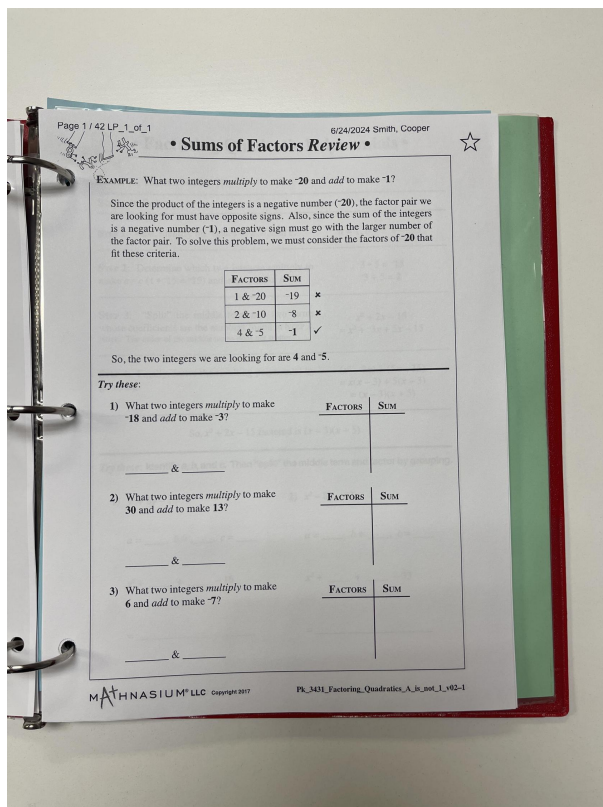 Page 1 / 42 LP_1_of_1
6/24/2024 Smith, Cooper
• Sums of Factors Review •
EXAMPLE: What two integers multiply to make ⁻20 and add to make ⁻1?
Since the product of the integers is a negative number (⁻20), the factor pair we
are looking for must have opposite signs. Also, since the sum of the integers
is a negative number (⁻1), a negative sign must go with the larger number of
the factor pair. To solve this problem, we must consider the factors of ⁻20 that
fit these criteria.
FACTORS SUM
1 & ⁻20 ⁻19 ×
2 & ⁻10 ⁻8 ×
4 & ⁻5 ⁻1 ✓
So, the two integers we are looking for are 4 and ⁻5.
Try these:
1) What two integers multiply to make
⁻18 and add to make ⁻3?
FACTORS SUM
______ & ______
2) What two integers multiply to make
30 and add to make 13?
FACTORS SUM
______ & ______
3) What two integers multiply to make
6 and add to make ⁻7?
FACTORS SUM
______ & ______
MATHNASIUM® LLC Copyright 2017
Pk_3431_Factoring_Quadratics_A_is_not_1_v02–1